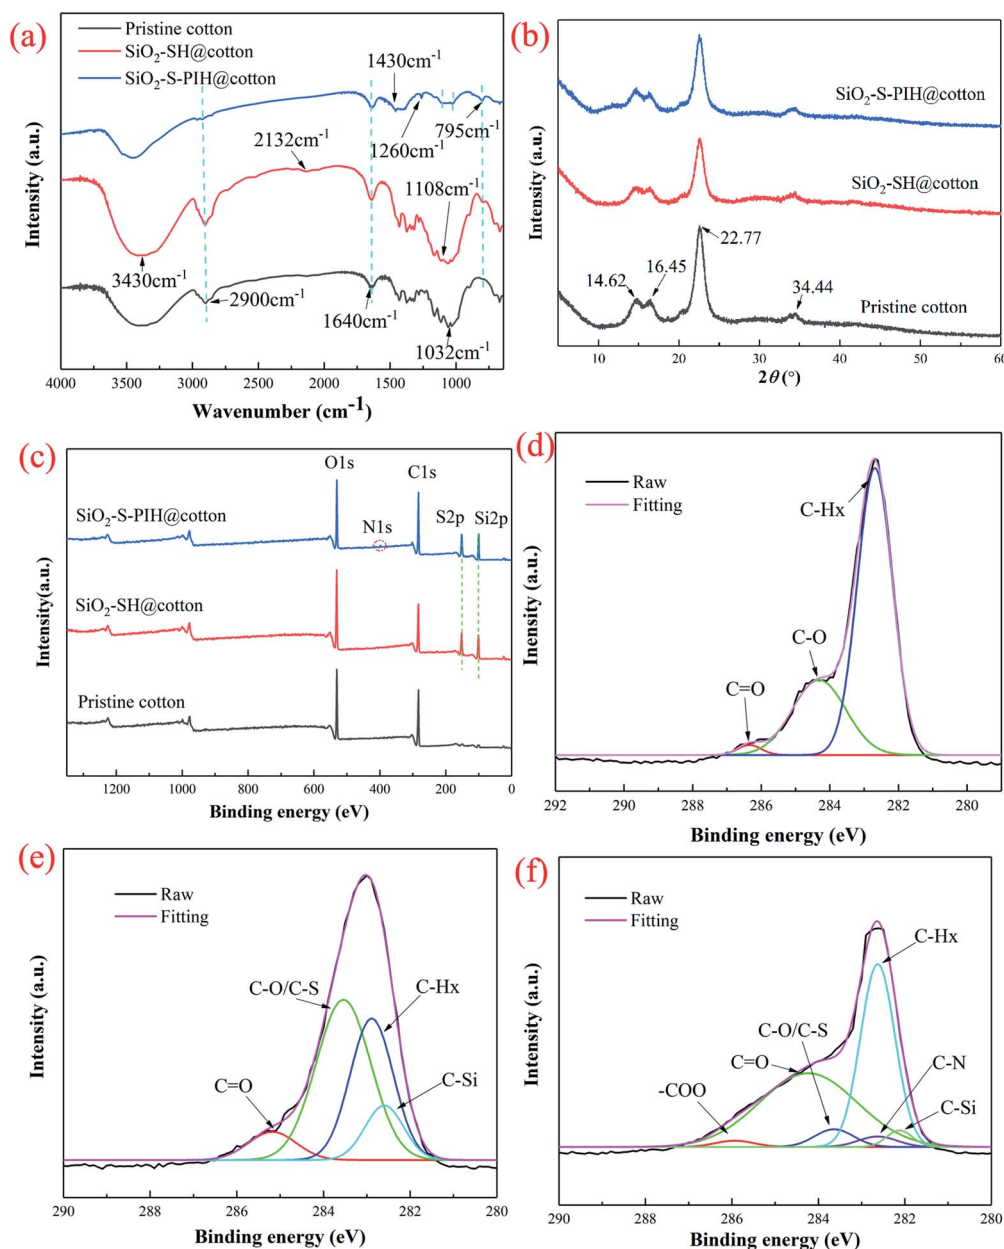 (a)
Pristine cotton
SiO2-SH@cotton
SiO2-S-PIH@cotton
1430cm-1
2132cm-1
1260cm-1
795cm-1
1108cm-1
3430cm-1
2900cm-1
1640cm-1
1032cm-1
Intensity (a.u.)
4000 3500 3000 2500 2000 1500 1000
Wavenumber (cm-1)
(b)
SiO2-S-PIH@cotton
SiO2-SH@cotton
22.77
14.62
16.45
34.44
Pristine cotton
Intensity (a.u.)
10 20 30 40 50 60
2θ (°)
(c)
O1s
C1s
SiO2-S-PIH@cotton
N1s
S2p
Si2p
SiO2-SH@cotton
Pristine cotton
Intensity(a.u.)
1200 1000 800 600 400 200 0
Binding energy (eV)
(d)
Raw
Fitting
C-Hx
C-O
C=O
Inensity (a.u.)
292 290 288 286 284 282 280
Binding energy (eV)
(e)
Raw
Fitting
C-O/C-S
C-Hx
C=O
C-Si
Intensity (a.u.)
290 288 286 284 282 280
Binding energy (eV)
(f)
Raw
Fitting
C-Hx
C-O/C-S
C=O
C-N
-COO
C-Si
Intensity (a.u.)
290 288 286 284 282 280
Binding energy (eV)